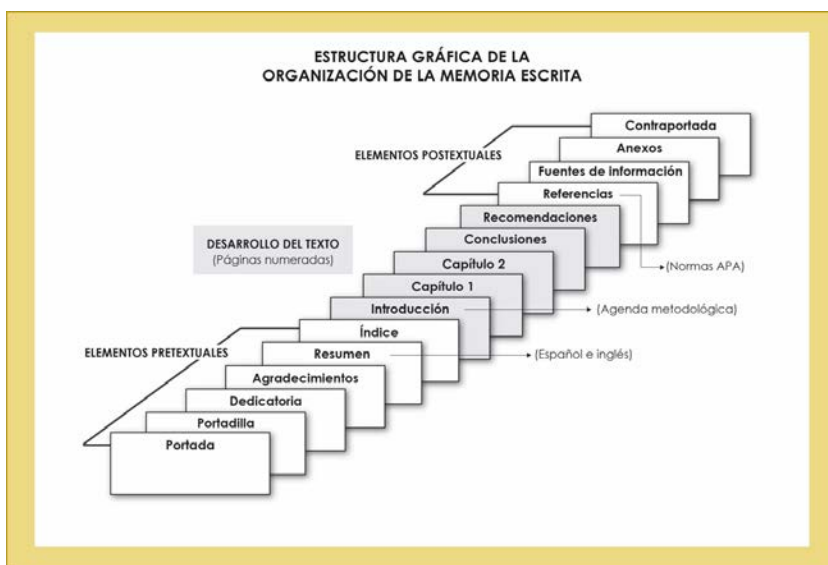 ESTRUCTURA GRÁFICA DE LA
ORGANIZACIÓN DE LA MEMORIA ESCRITA
Contraportada
Anexos
ELEMENTOS POSTEXTUALES
Fuentes de información
Referencias
Recomendaciones
DESARROLLO DEL TEXTO
(Páginas numeradas)
Conclusiones
Capítulo 2
(Normas APA)
Capítulo 1
Introducción
(Agenda metodológica)
Índice
ELEMENTOS PRETEXTUALES
Resumen
(Español e inglés)
Agradecimientos
Dedicatoria
Portadilla
Portada